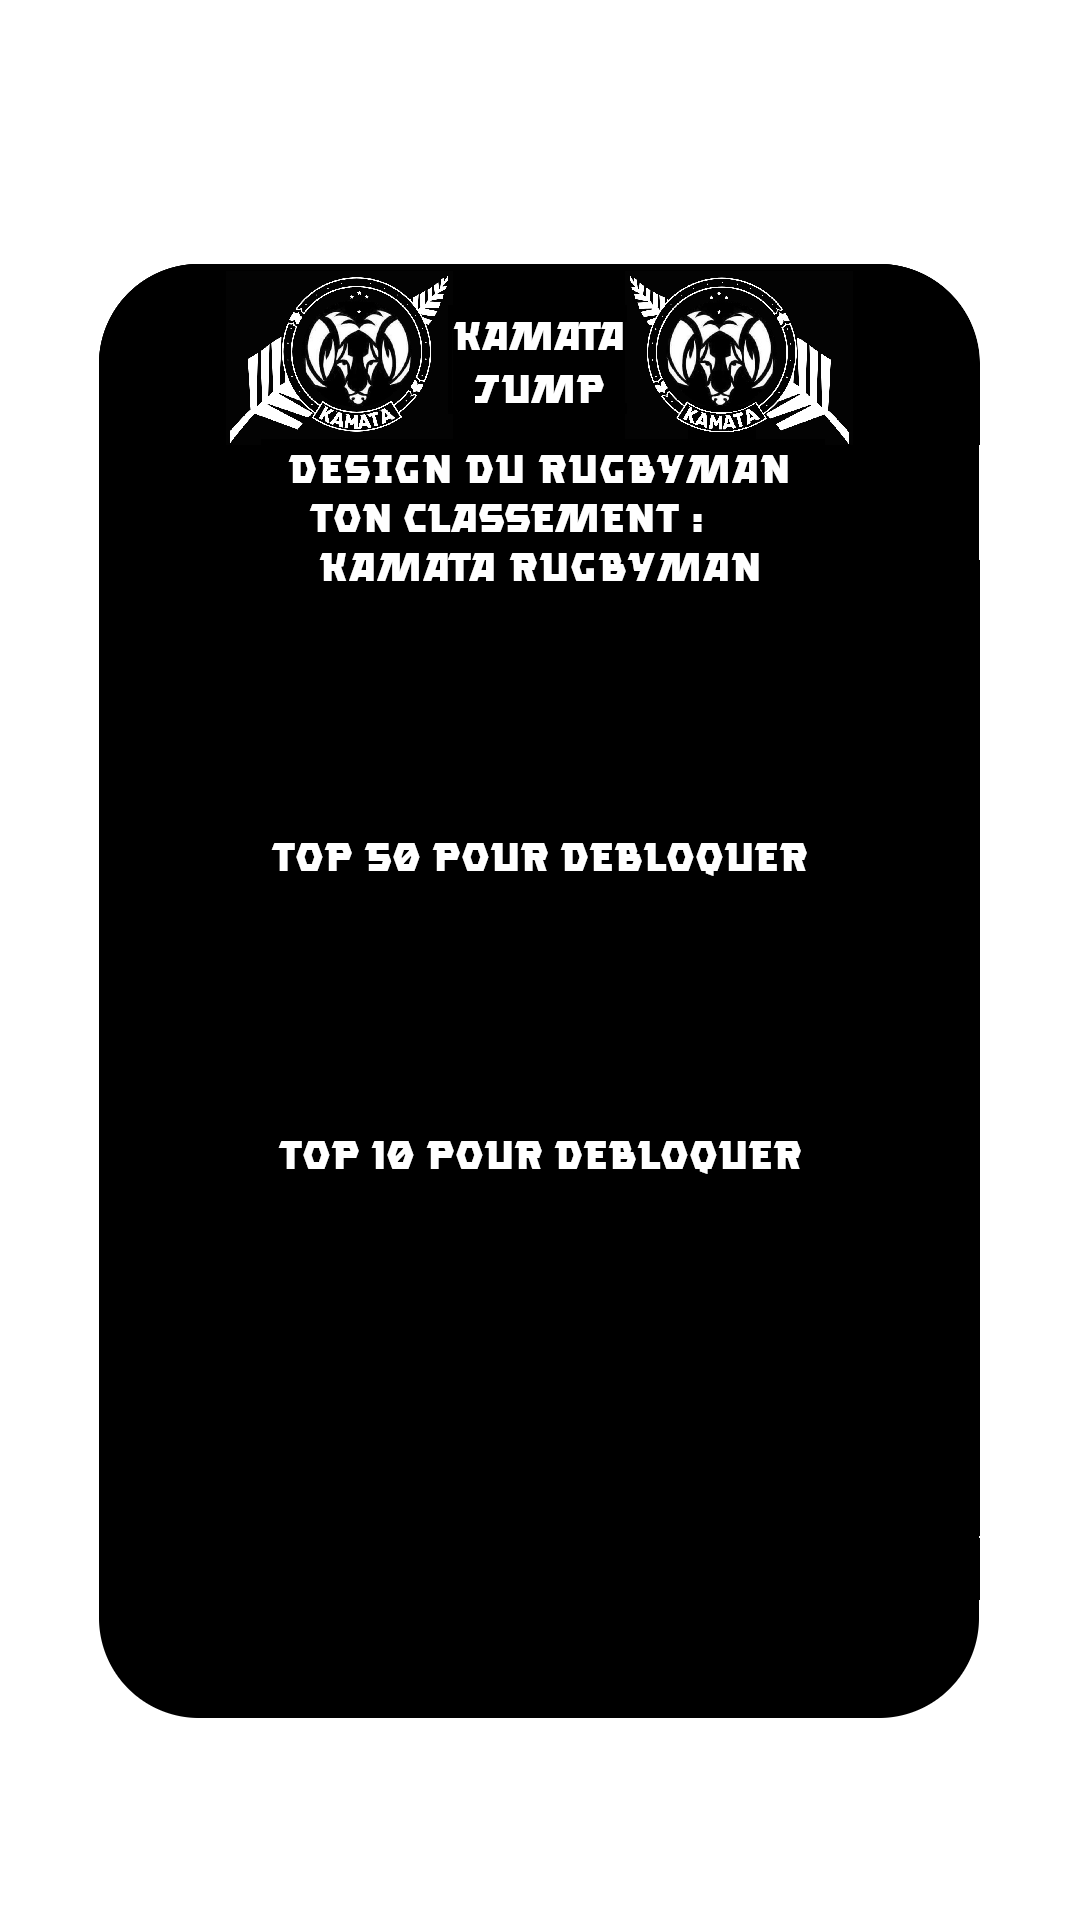 KAMATA
JUMP
KAMATA
KAMATA
DESIGN DU RUGBYMAN
TON CLASSEMENT :
KAMATA RUGBYMAN
TOP 50 POUR DEBLOQUER
TOP 10 POUR DEBLOQUER